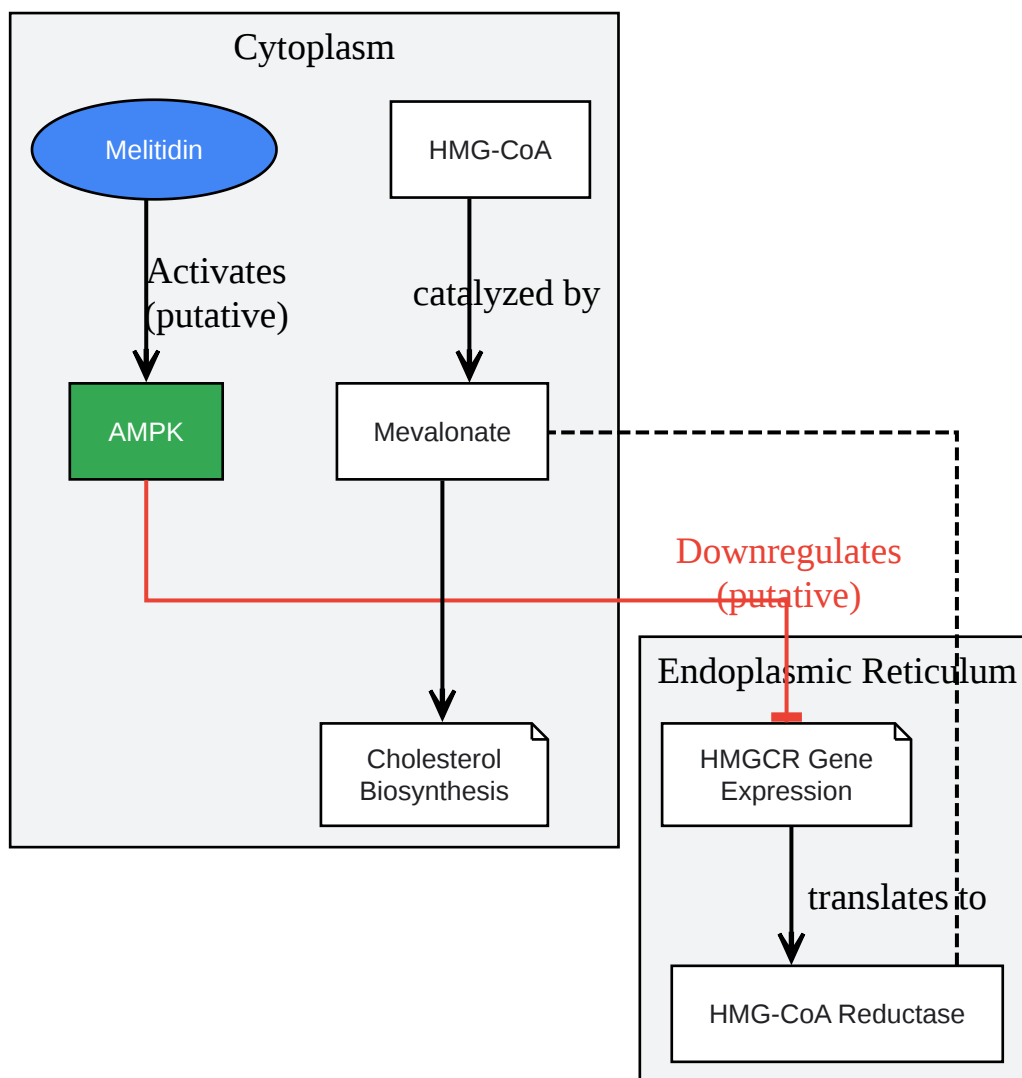 Cytoplasm
Melitidin
HMG-CoA
Activates
(putative)
catalyzed by
AMPK
Mevalonate
Downregulates
(putative)
Endoplasmic Reticulum
Cholesterol
Biosynthesis
HMGCR Gene
Expression
translates to
HMG-CoA Reductase